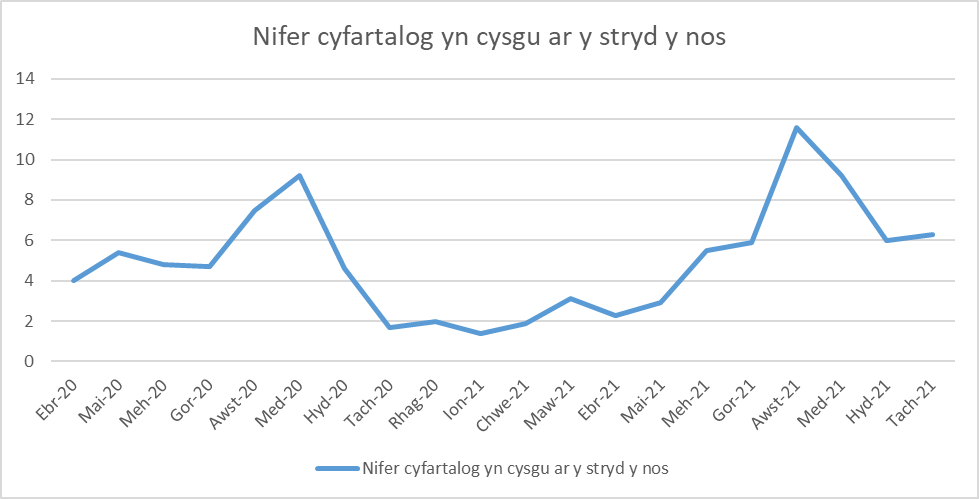 Nifer cyfartalog yn cysgu ar y stryd y nos
14
12
10
8
6
4
2
0
Ebr-20
Mai-20
Meh-20
Gor-20
Awst-20
Med-20
Hyd-20
Tach-20
Rhag-20
Ion-21
Chwe-21
Maw-21
Ebr-21
Mai-21
Meh-21
Gor-21
Awst-21
Med-21
Hyd-21
Tach-21
Nifer cyfartalog yn cysgu ar y stryd y nos